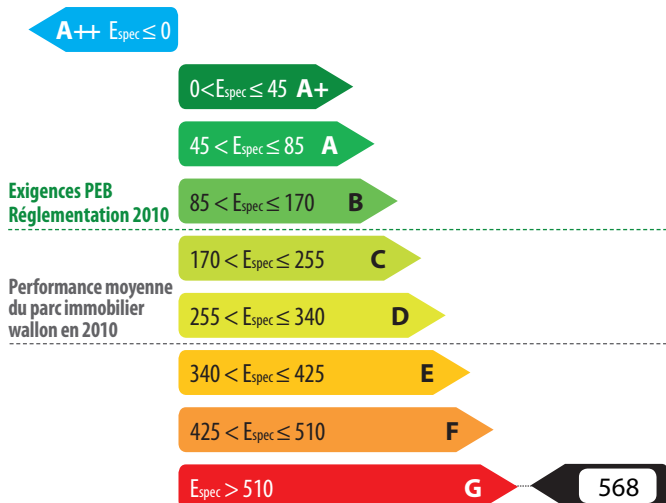 A++ Espec ≤ 0
0<Espec ≤ 45 A+
45 < Espec ≤ 85 A
Exigences PEB
Réglementation 2010
85 < Espec ≤ 170 B
170 < Espec ≤ 255 C
Performance moyenne
du parc immobilier
wallon en 2010
255 < Espec ≤ 340 D
340 < Espec ≤ 425 E
425 < Espec ≤ 510 F
Espec > 510 G
568